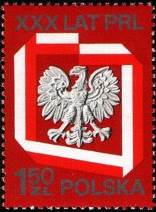 XXX LAT PRL
1.50 ZŁ POLSKA